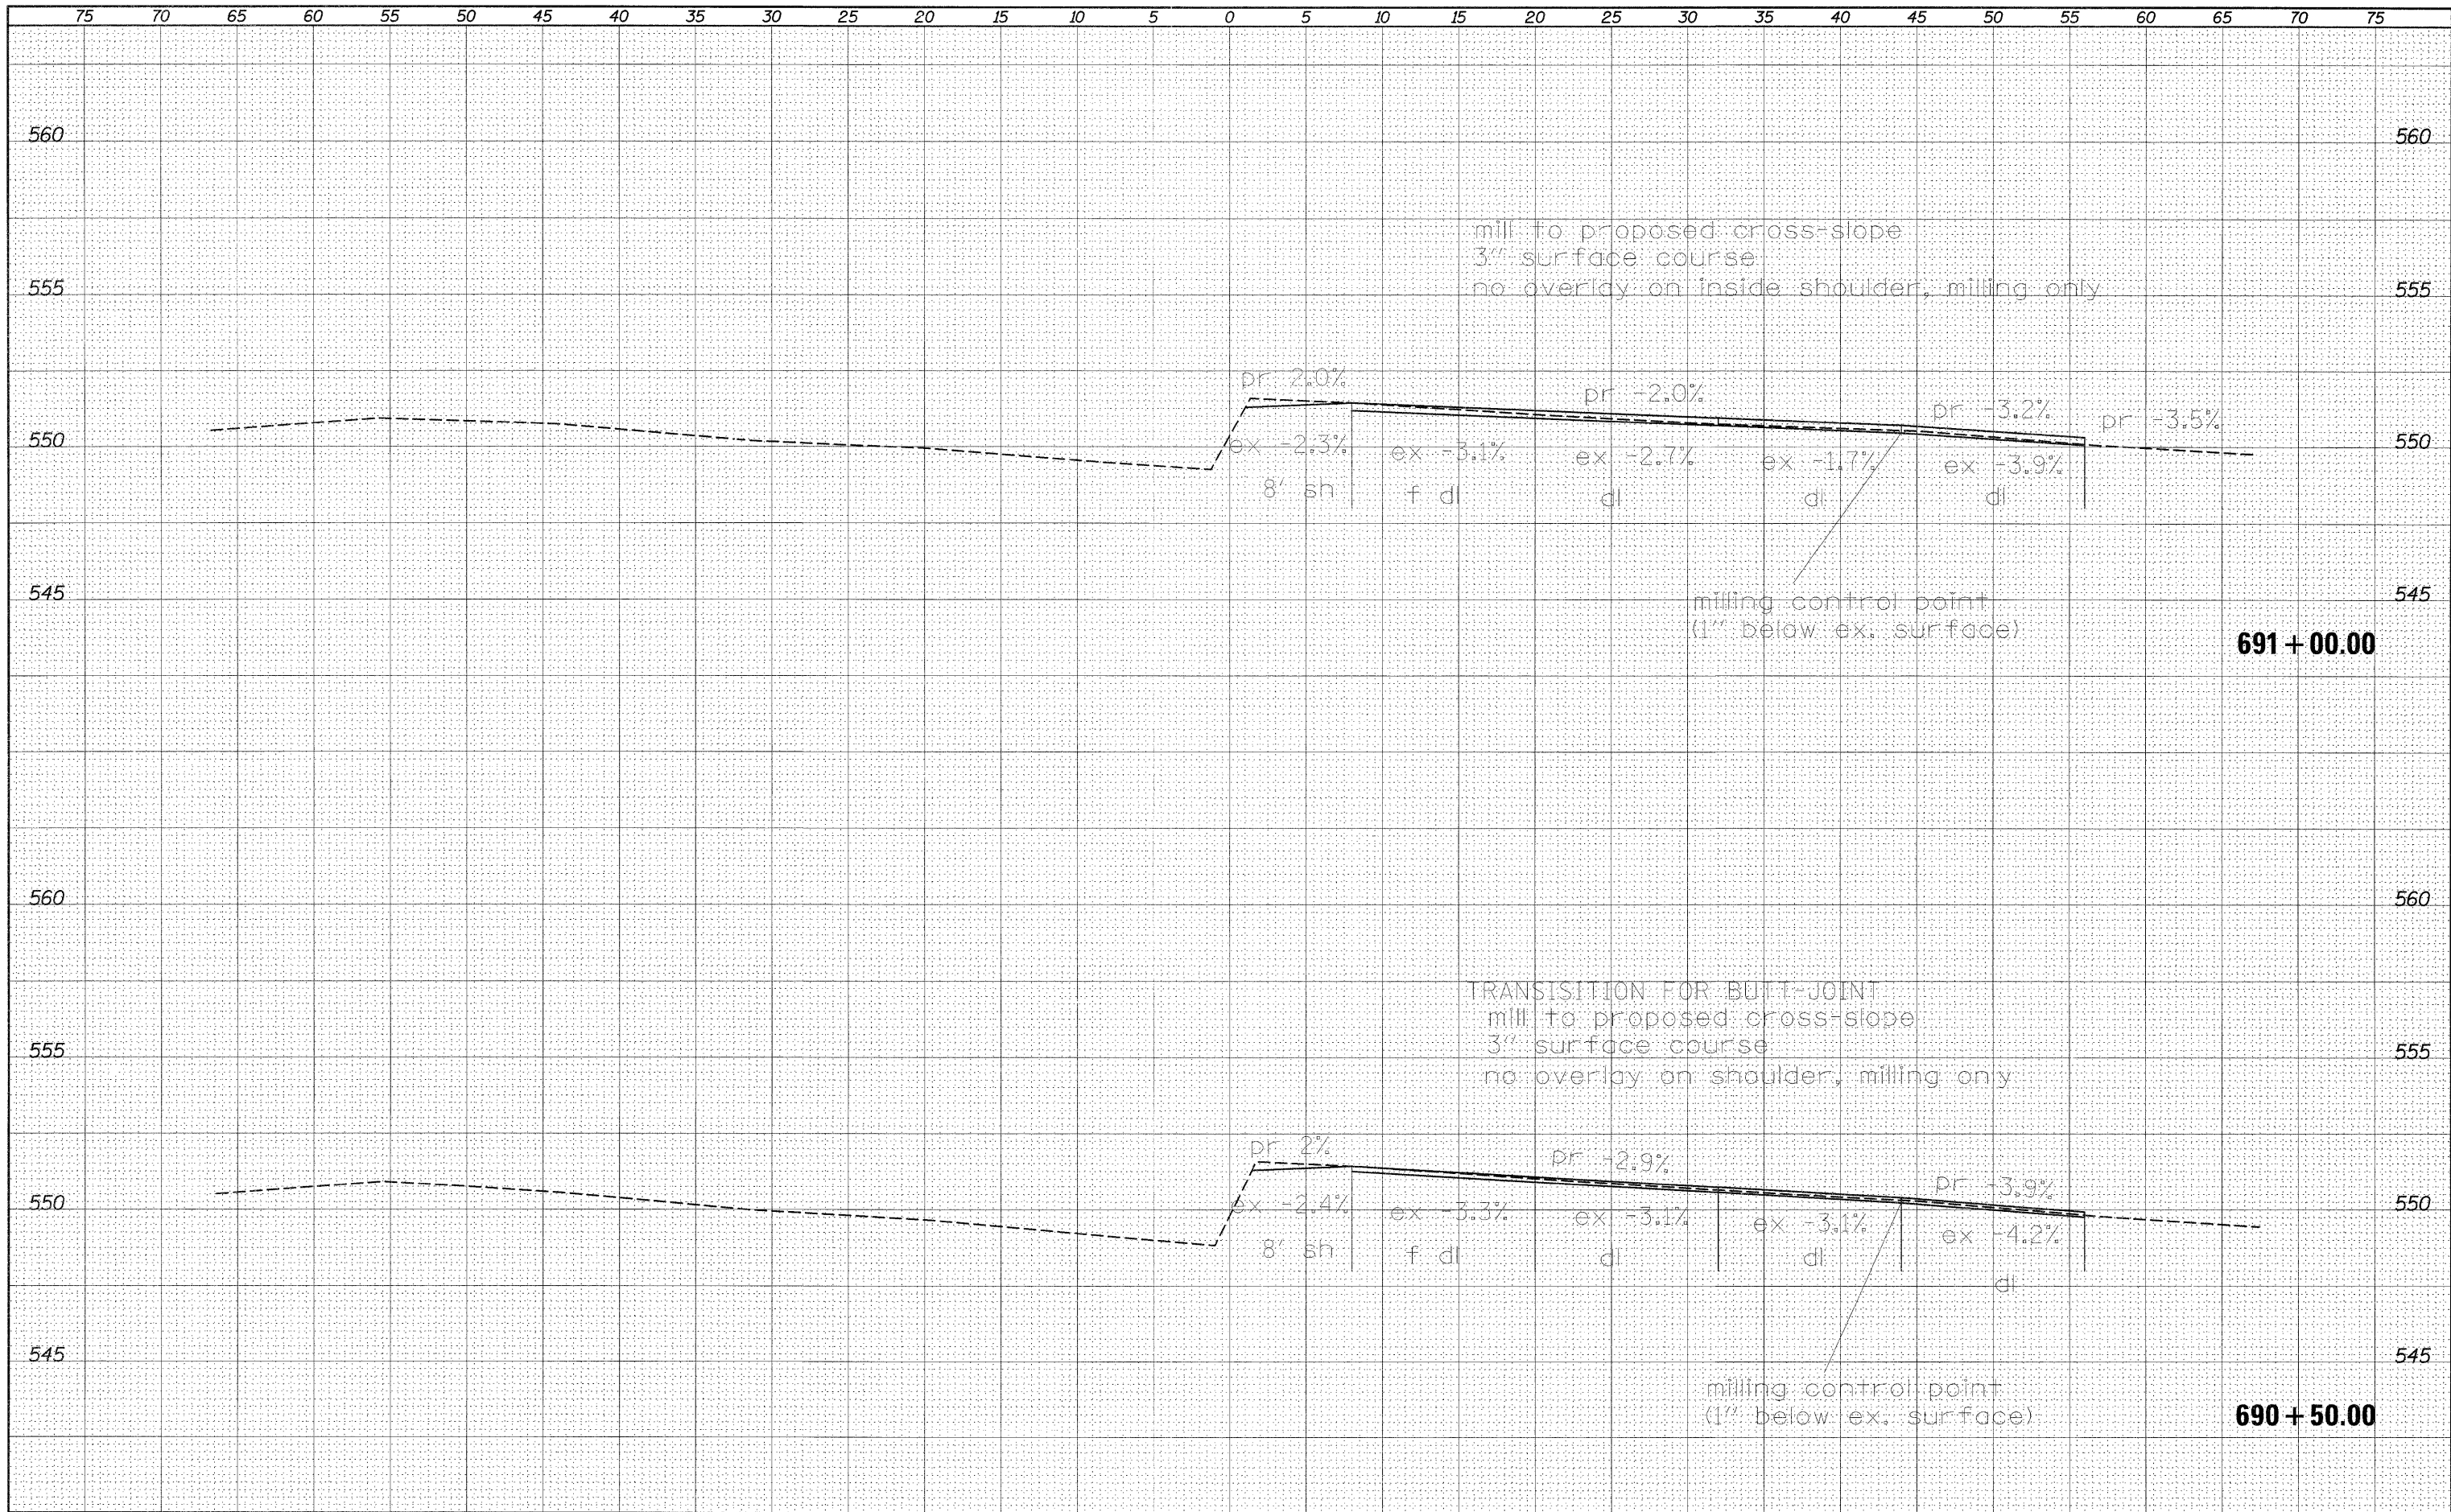 75 70 65 60 55 50 45 40 35 30 25 20 15 10 5 0 5 10 15 20 25 30 35 40 45 50 55 60 65 70 75
560 560
mill to proposed cross-slope
3" surface course
no overlay on inside shoulder, milling only
555 555
pr 2.0%
pr -2.0%
pr -3.2%
pr -3.5%
550 550
ex -2.3%
ex -3.1%
ex -2.7%
ex -1.7%
ex -3.9%
8' sh
f dl
dl
dl
dl
545 545
milling control point
(1" below ex. surface)
691+00.00
560 560
TRANSISITION FOR BUTT-JOINT
mill to proposed cross-slope
3" surface course
no overlay on shoulder, milling only
555 555
pr 2%
pr -2.9%
pr -3.9%
550 550
ex -2.4%
ex -3.3%
ex -3.1%
ex -3.1%
ex -4.2%
8' sh
f dl
dl
dl
dl
545 545
milling control point
(1" below ex. surface)
690+50.00